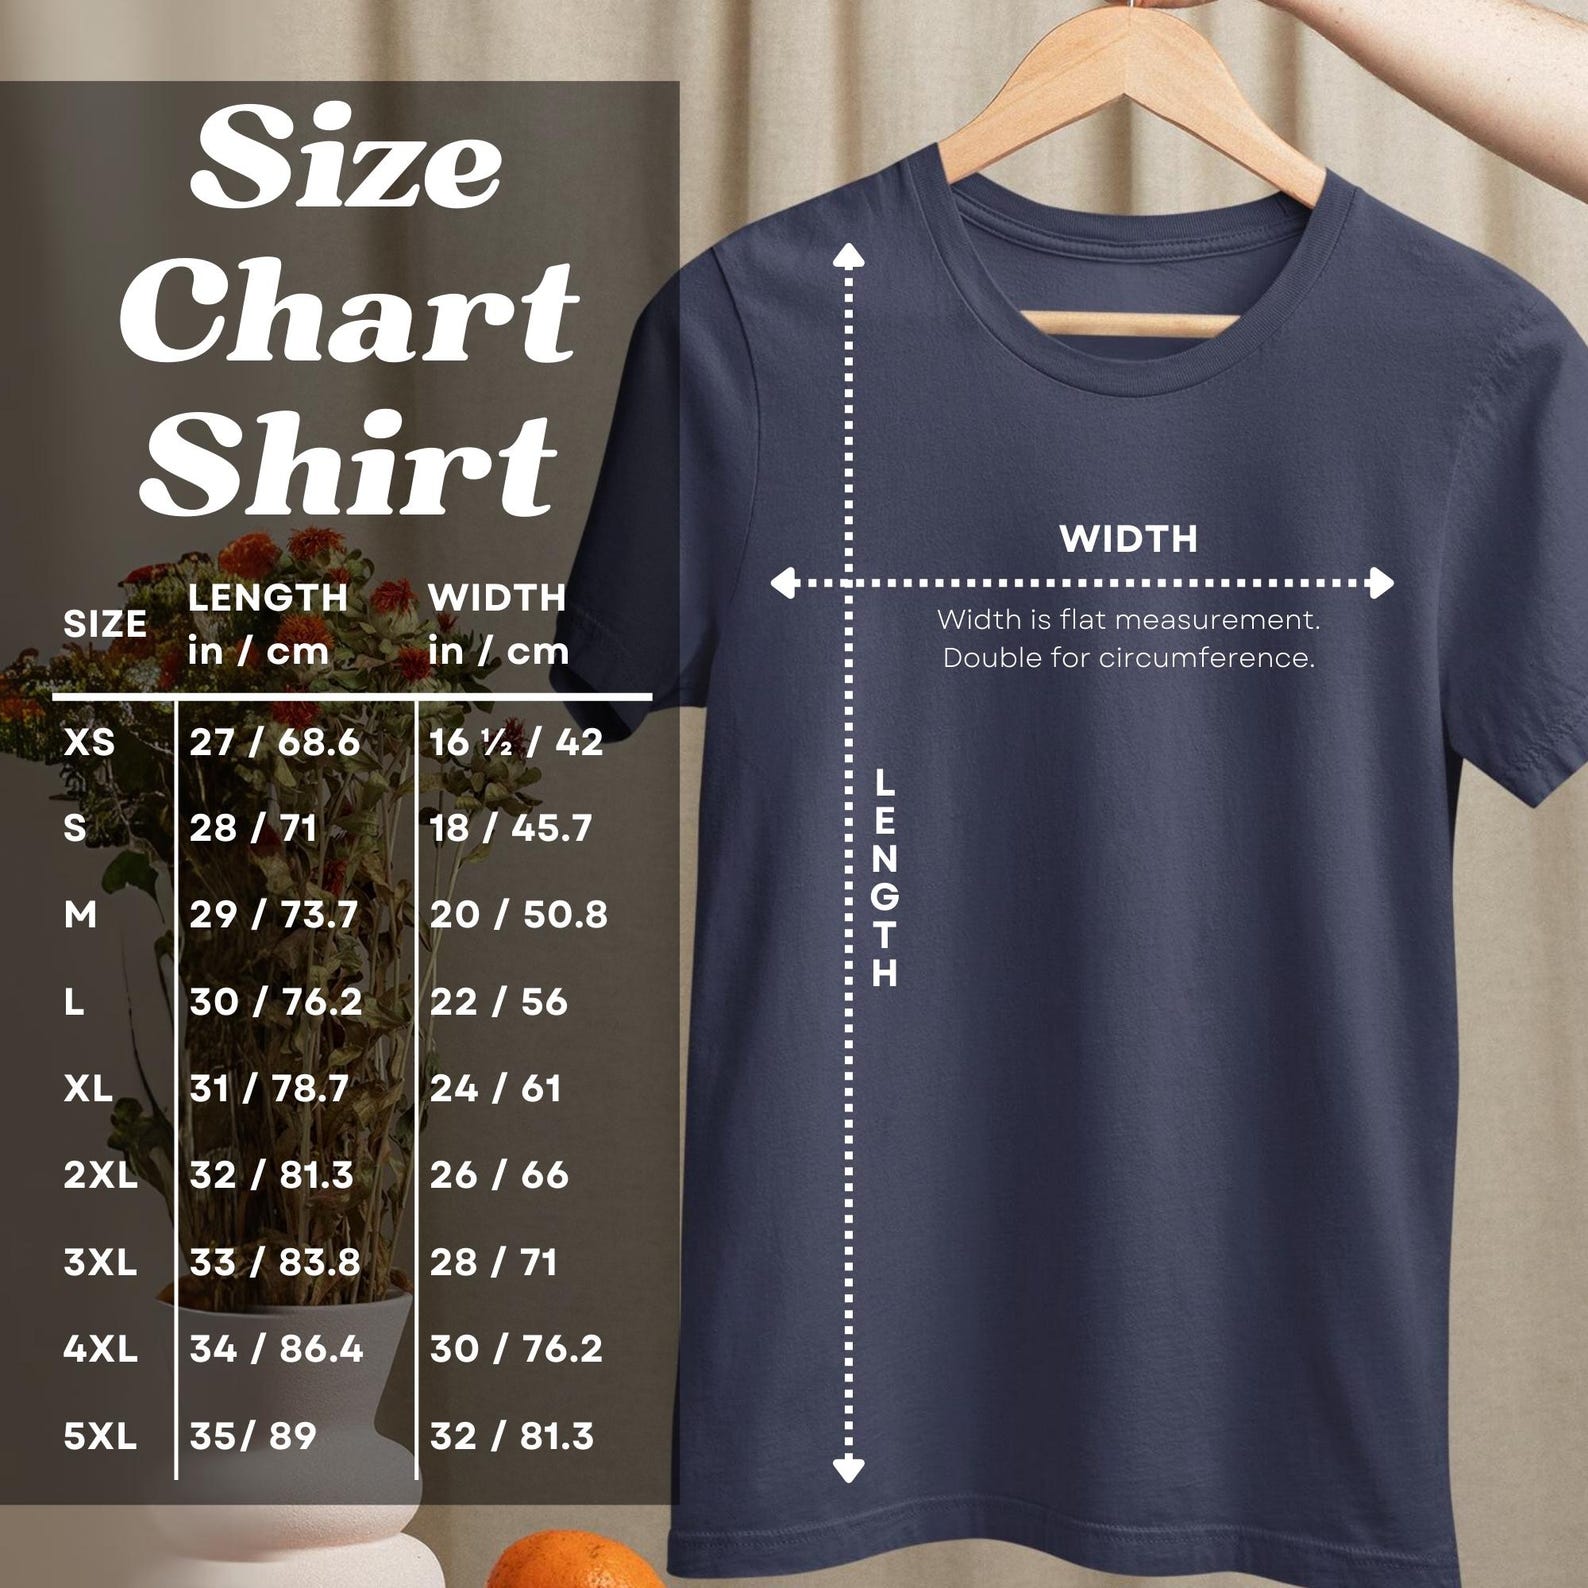 Size
Chart
Shirt
SIZE LENGTH in / cm WIDTH in / cm
XS 27 / 68.6 16 ½ / 42
S 28 / 71 18 / 45.7
M 29 / 73.7 20 / 50.8
L 30 / 76.2 22 / 56
XL 31 / 78.7 24 / 61
2XL 32 / 81.3 26 / 66
3XL 33 / 83.8 28 / 71
4XL 34 / 86.4 30 / 76.2
5XL 35/ 89 32 / 81.3
WIDTH
Width is flat measurement.
Double for circumference.
LENGTH